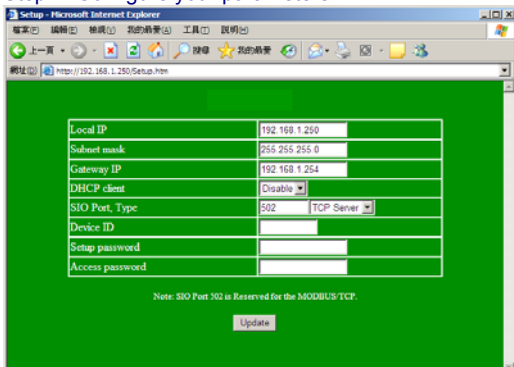 Setup - Microsoft Internet Explorer
檔案(F) 編輯(E) 檢視(V) 我的最愛(A) 工具(T) 說明(H)
上一頁 搜尋 我的最愛
網址(D) http://192.168.1.250/Setup.htm
Local IP 192.168.1.250
Subnet mask 255.255.255.0
Gateway IP 192.168.1.254
DHCP client Disable
SIO Port, Type 502 TCP Server
Device ID
Setup password
Access password
Note: SIO Port 502 is Reserved for the MODBUS/TCP.
Update